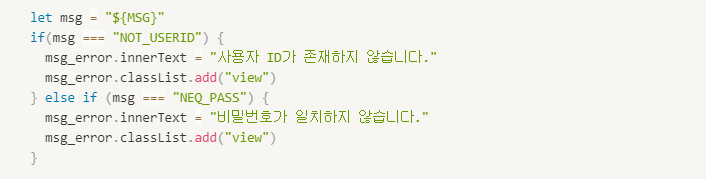 let msg = "${MSG}"
if(msg === "NOT_USERID") {
  msg_error.innerText = "사용자 ID가 존재하지 않습니다."
  msg_error.classList.add("view")
} else if (msg === "NEQ_PASS") {
  msg_error.innerText = "비밀번호가 일치하지 않습니다."
  msg_error.classList.add("view")
}